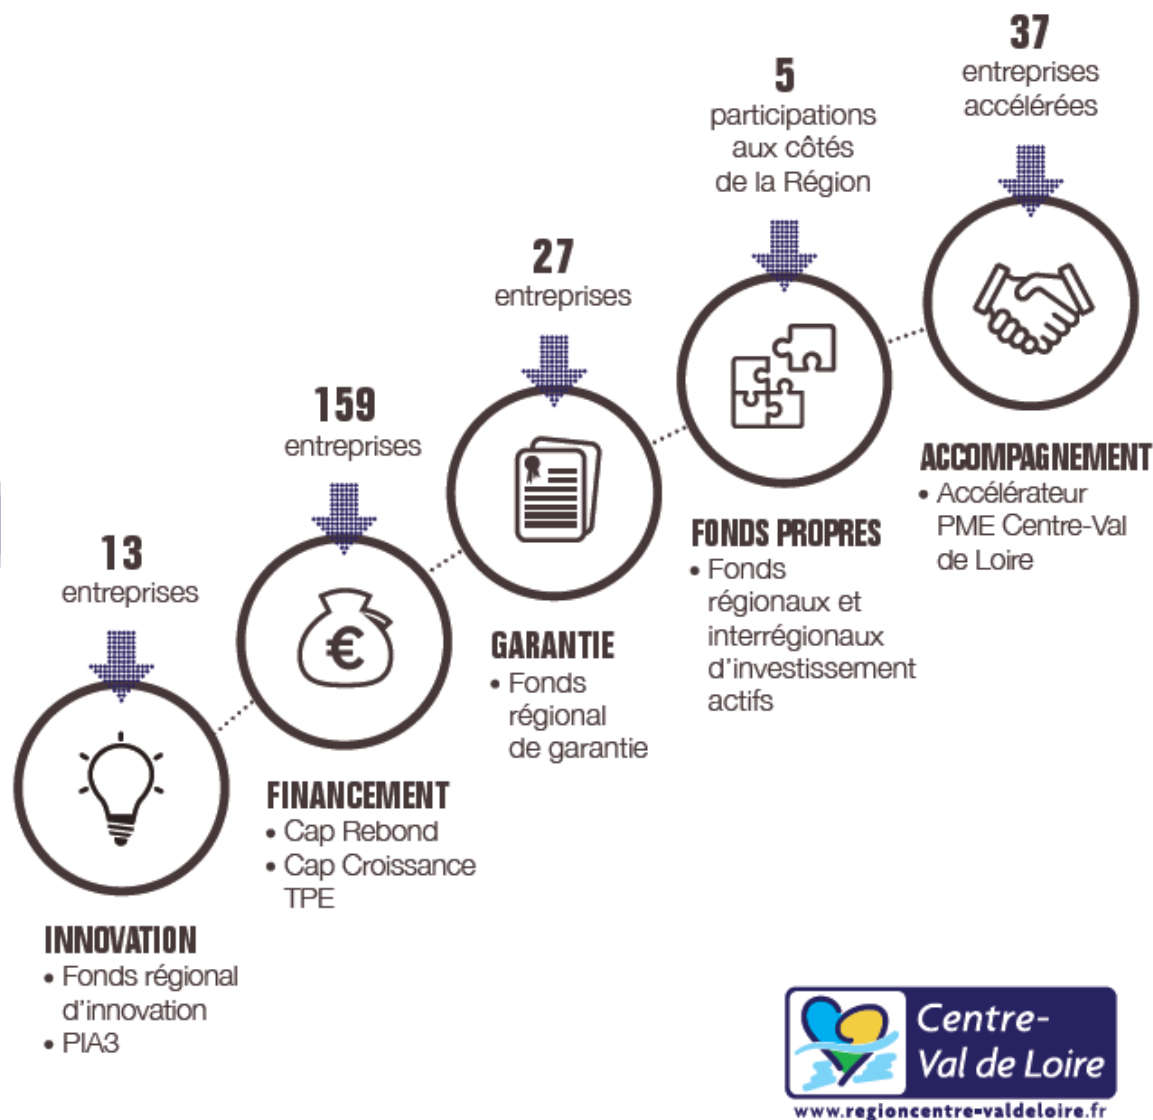 13
entreprises
INNOVATION
• Fonds régional
d'innovation
• PIA3
159
entreprises
€
FINANCEMENT
• Cap Rebond
• Cap Croissance
TPE
27
entreprises
GARANTIE
• Fonds
régional
de garantie
5
participations
aux côtés
de la Région
FONDS PROPRES
• Fonds
régionaux et
interrégionaux
d'investissement
actifs
37
entreprises
accélérées
ACCOMPAGNEMENT
• Accélérateur
PME Centre-Val
de Loire
Centre-
Val de Loire
www.regioncentre-valdeloire.fr